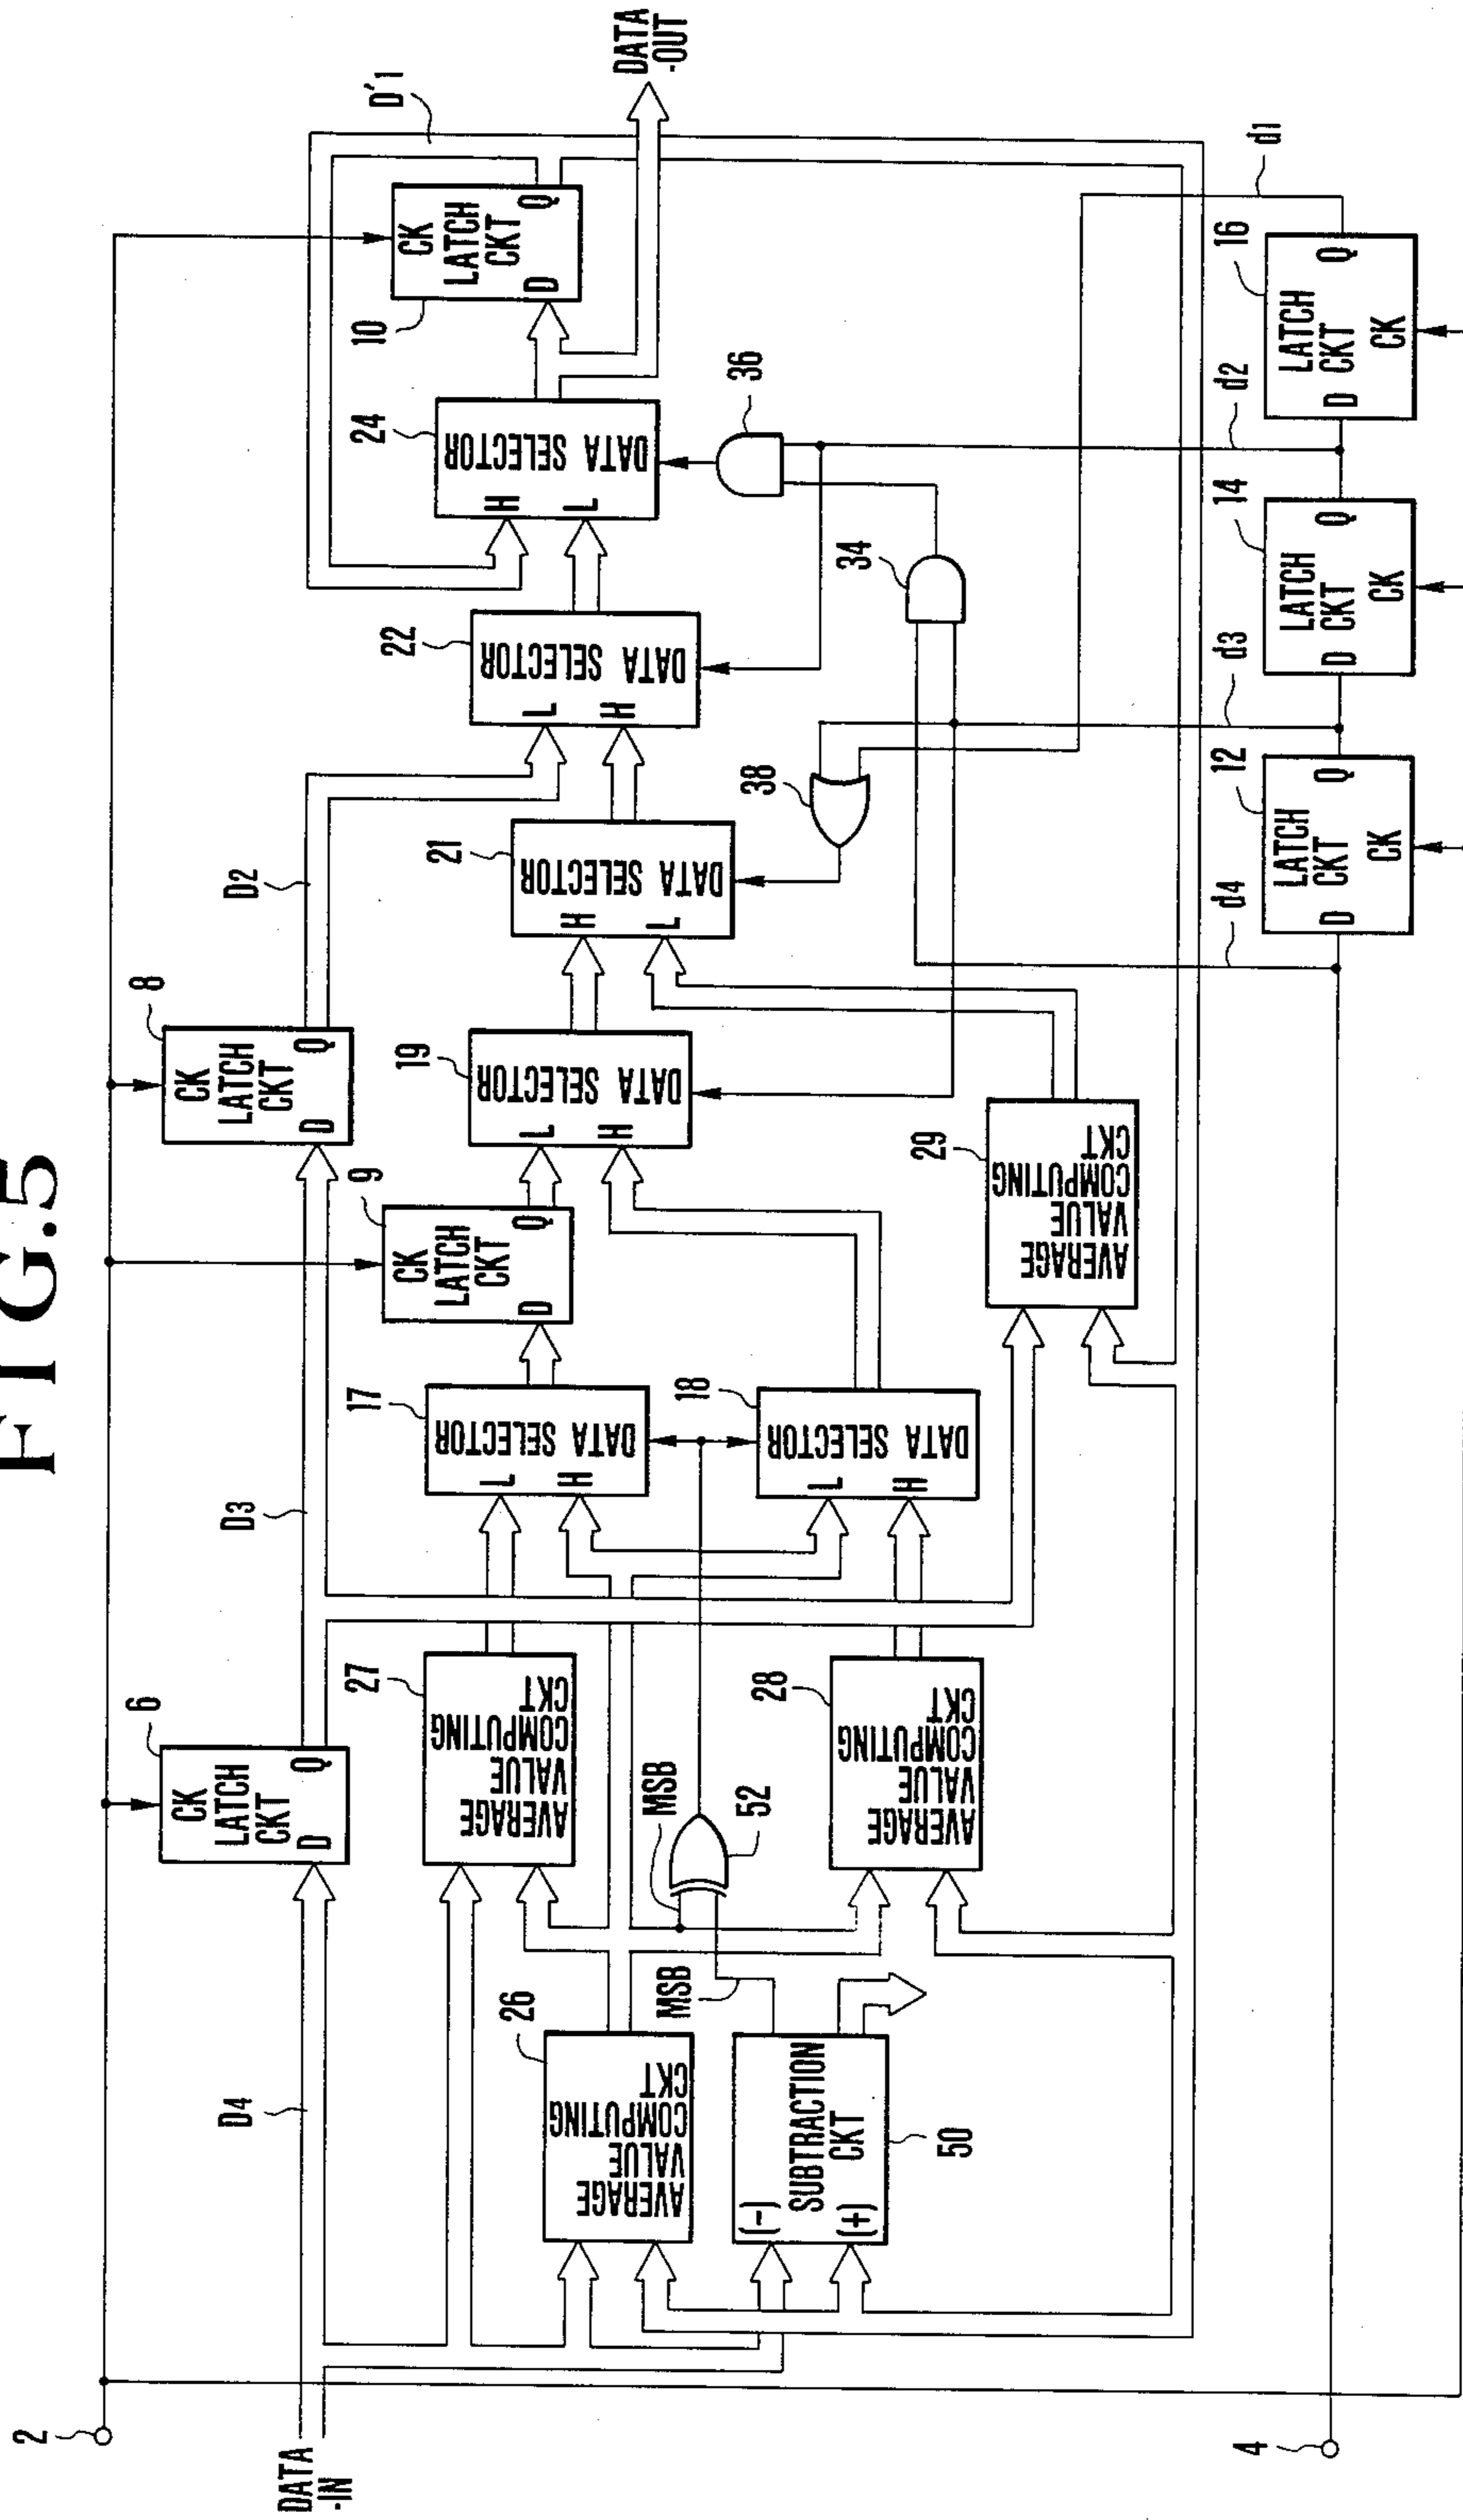 FIG.5
2
DATA
-IN
D4
6
CK
LATCH
CKT
D
Q
D3
8
CK
LATCH
CKT
D
Q
D2
26
AVERAGE
VALUE
COMPUTING
CKT
(-)
SUBTRACTION
CKT
(+)
50
MSB
MSB
52
27
AVERAGE
VALUE
COMPUTING
CKT
28
AVERAGE
VALUE
COMPUTING
CKT
17
L
H
DATA SELECTOR
18
L
H
DATA SELECTOR
9
CK
LATCH
CKT
D
Q
29
AVERAGE
VALUE
COMPUTING
CKT
19
L
H
DATA SELECTOR
21
H
L
DATA SELECTOR
38
22
L
H
DATA SELECTOR
34
24
H
L
DATA SELECTOR
36
10
CK
LATCH
CKT
D
Q
D'1
DATA
-OUT
4
d4
12
LATCH
CKT
D
Q
CK
d3
14
LATCH
CKT
D
Q
CK
d2
16
LATCH
CKT
D
Q
CK
d1